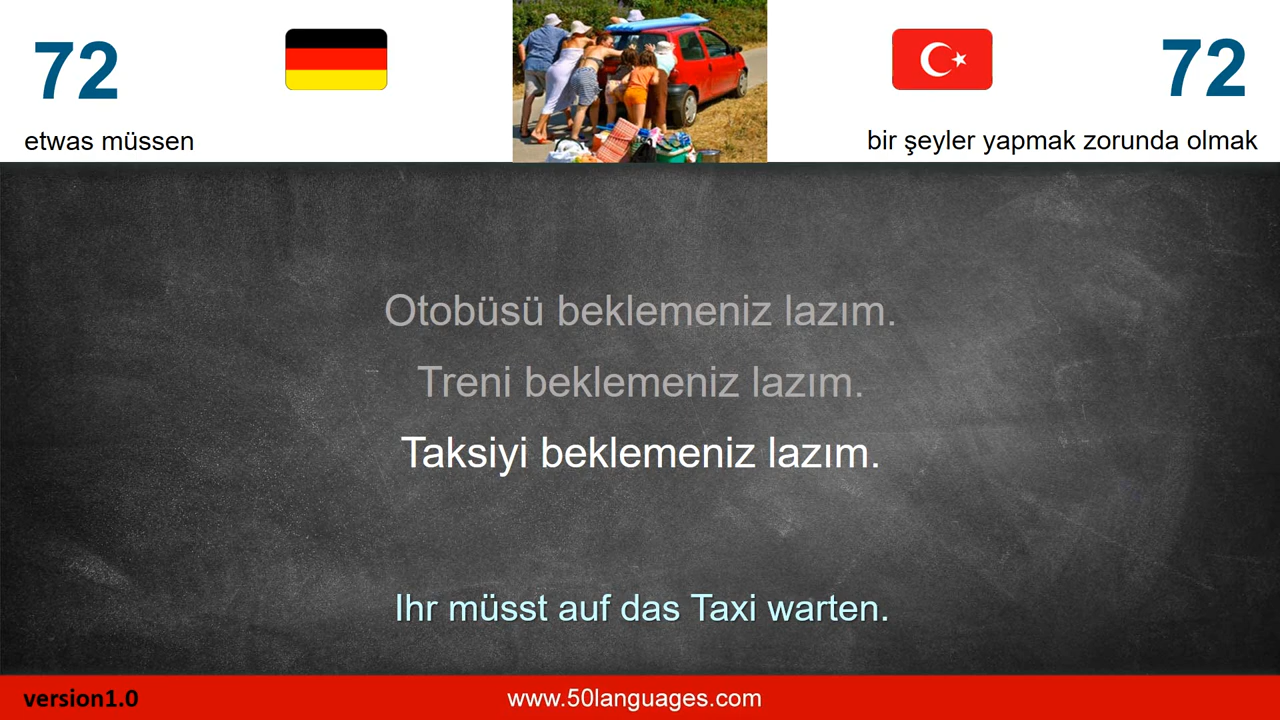 72
72
etwas müssen
bir şeyler yapmak zorunda olmak
Otobüsü beklemeniz lazım.
Treni beklemeniz lazım.
Taksiyi beklemeniz lazım.
Ihr müsst auf das Taxi warten.
version1.0
www.50languages.com